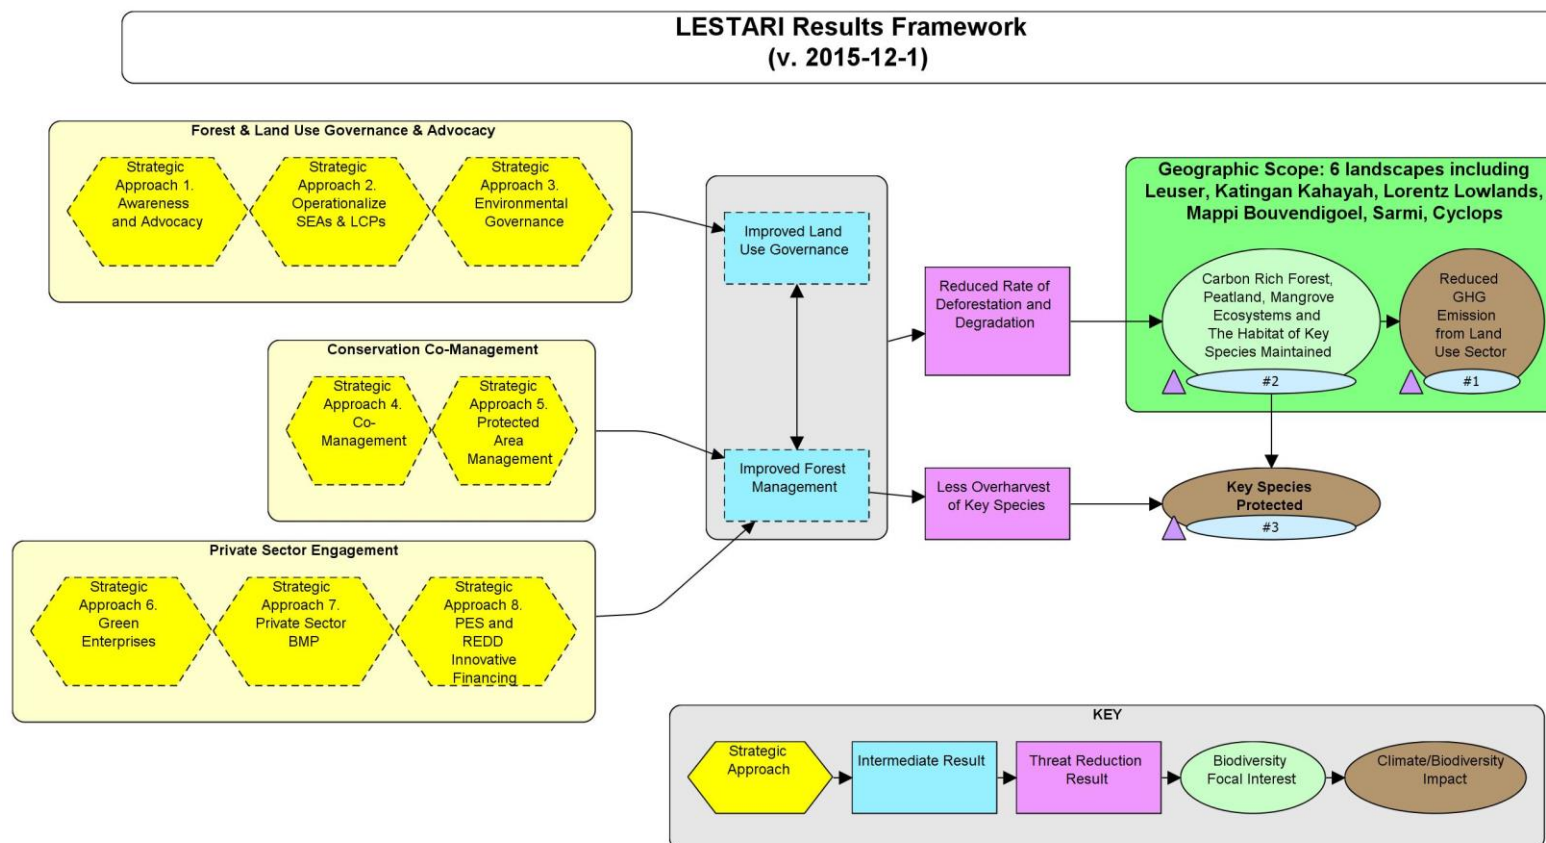 LESTARI Results Framework
(v. 2015-12-1)
Forest & Land Use Governance & Advocacy
Strategic
Approach 1.
Awareness
and Advocacy
Strategic
Approach 2.
Operationalize
SEAs & LCPs
Strategic
Approach 3.
Environmental
Governance
Conservation Co-Management
Strategic
Approach 4.
Co-
Management
Strategic
Approach 5.
Protected
Area
Management
Private Sector Engagement
Strategic
Approach 6.
Green
Enterprises
Strategic
Approach 7.
Private Sector
BMP
Strategic
Approach 8.
PES and
REDD
Innovative
Financing
Improved Land
Use Governance
Improved Forest
Management
Reduced Rate of
Deforestation and
Degradation
Less Overharvest
of Key Species
Geographic Scope: 6 landscapes including
Leuser, Katingan Kahayah, Lorentz Lowlands,
Mappi Bouvendigoel, Sarmi, Cyclops
Carbon Rich Forest,
Peatland, Mangrove
Ecosystems and
The Habitat of Key
Species Maintained
#2
Reduced
GHG
Emission
from Land
Use Sector
#1
Key Species
Protected
#3
KEY
Strategic
Approach
Intermediate Result
Threat Reduction
Result
Biodiversity
Focal Interest
Climate/Biodiversity
Impact